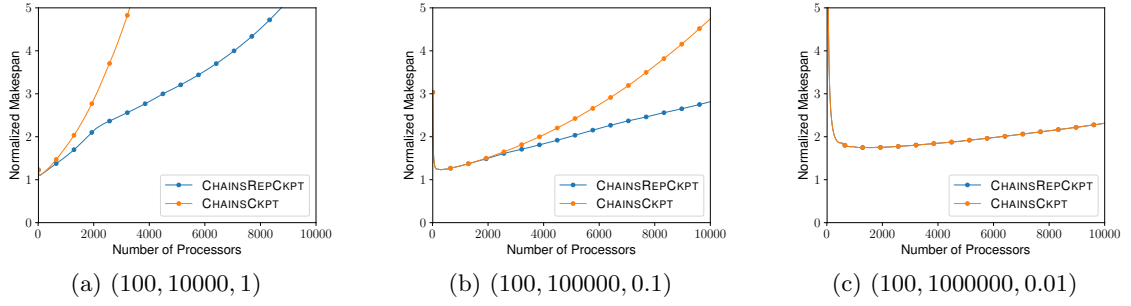 5
4
3
2
1
0
Normalized Makespan
0 2000 4000 6000 8000 10000
Number of Processors
CHAINSREPCKPT
CHAINSCKPT
(a) (100, 10000, 1)
5
4
3
2
1
0
Normalized Makespan
0 2000 4000 6000 8000 10000
Number of Processors
CHAINSREPCKPT
CHAINSCKPT
(b) (100, 100000, 0.1)
5
4
3
2
1
0
Normalized Makespan
0 2000 4000 6000 8000 10000
Number of Processors
CHAINSREPCKPT
CHAINSCKPT
(c) (100, 1000000, 0.01)